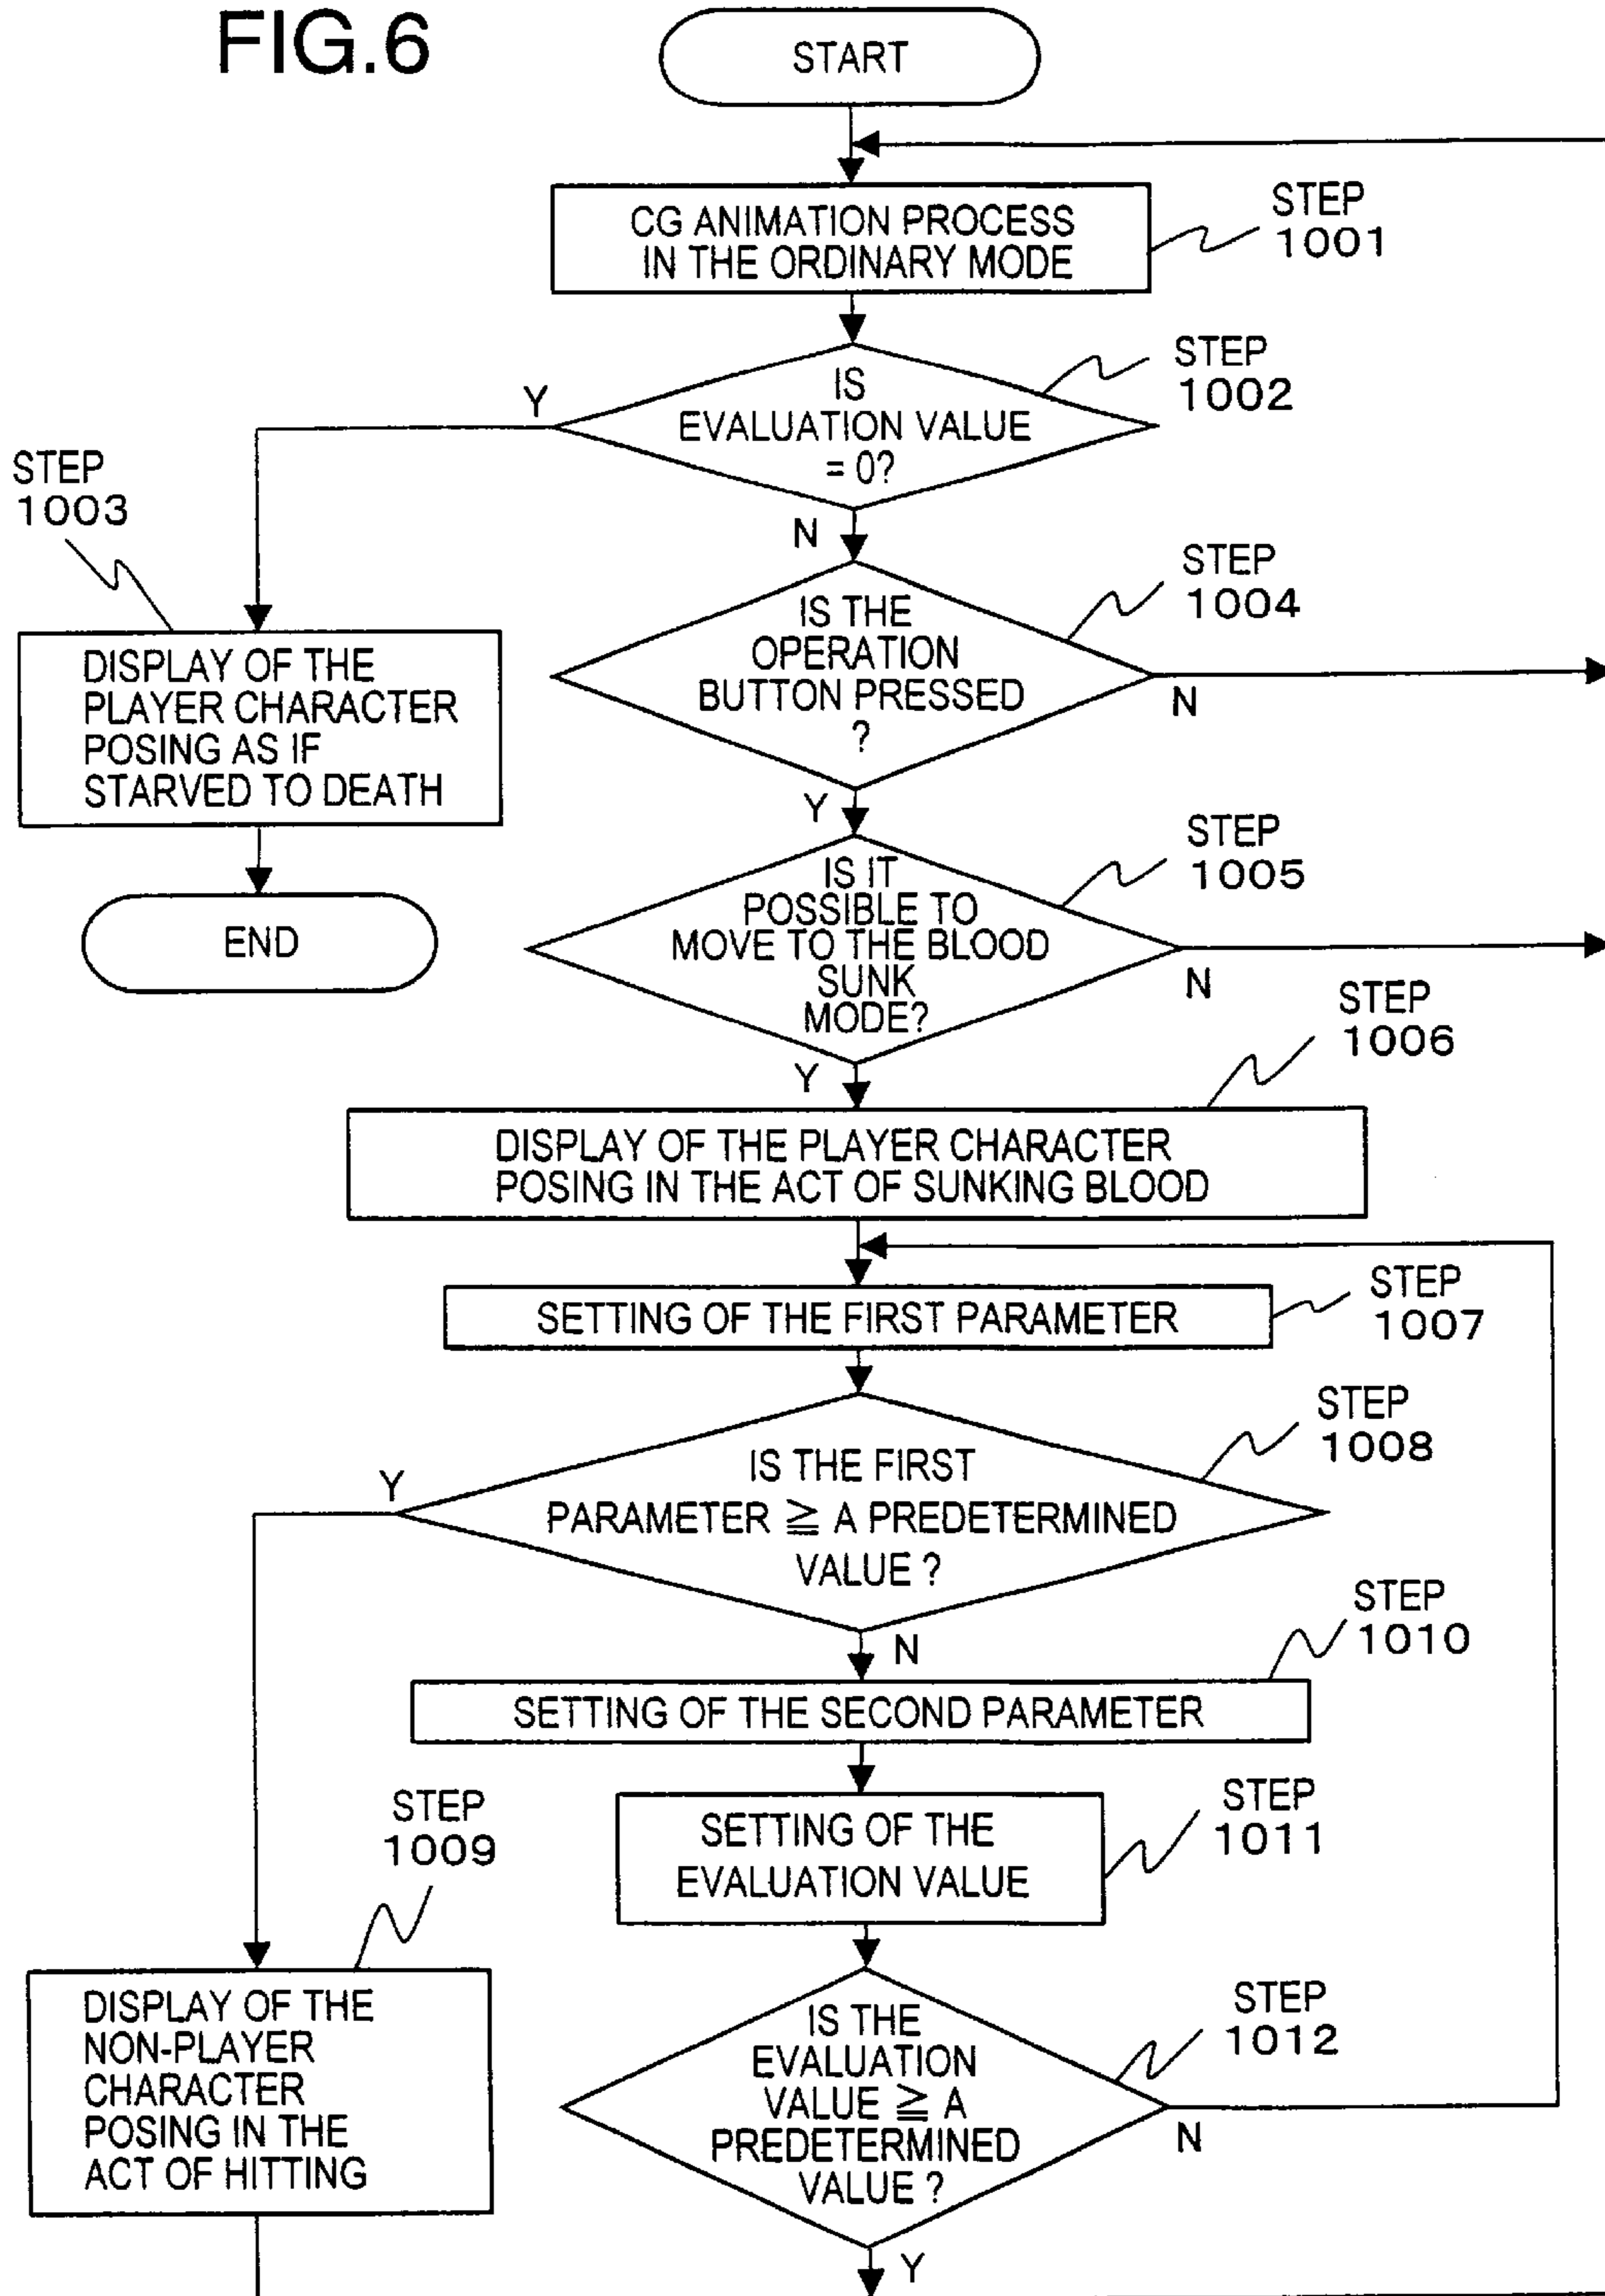 FIG.6
START
CG ANIMATION PROCESS
IN THE ORDINARY MODE
STEP
1001
IS
EVALUATION VALUE
= 0?
STEP
1002
Y
N
STEP
1003
DISPLAY OF THE
PLAYER CHARACTER
POSING AS IF
STARVED TO DEATH
END
IS THE
OPERATION
BUTTON PRESSED
?
STEP
1004
N
Y
IS IT
POSSIBLE TO
MOVE TO THE BLOOD
SUNK
MODE?
STEP
1005
N
Y
STEP
1006
DISPLAY OF THE PLAYER CHARACTER
POSING IN THE ACT OF SUNKING BLOOD
SETTING OF THE FIRST PARAMETER
STEP
1007
IS THE FIRST
PARAMETER ≧ A PREDETERMINED
VALUE ?
STEP
1008
Y
N
STEP
1010
SETTING OF THE SECOND PARAMETER
SETTING OF THE
EVALUATION VALUE
STEP
1011
STEP
1009
DISPLAY OF THE
NON-PLAYER
CHARACTER
POSING IN THE
ACT OF HITTING
IS THE
EVALUATION
VALUE ≧ A
PREDETERMINED
VALUE ?
STEP
1012
N
Y